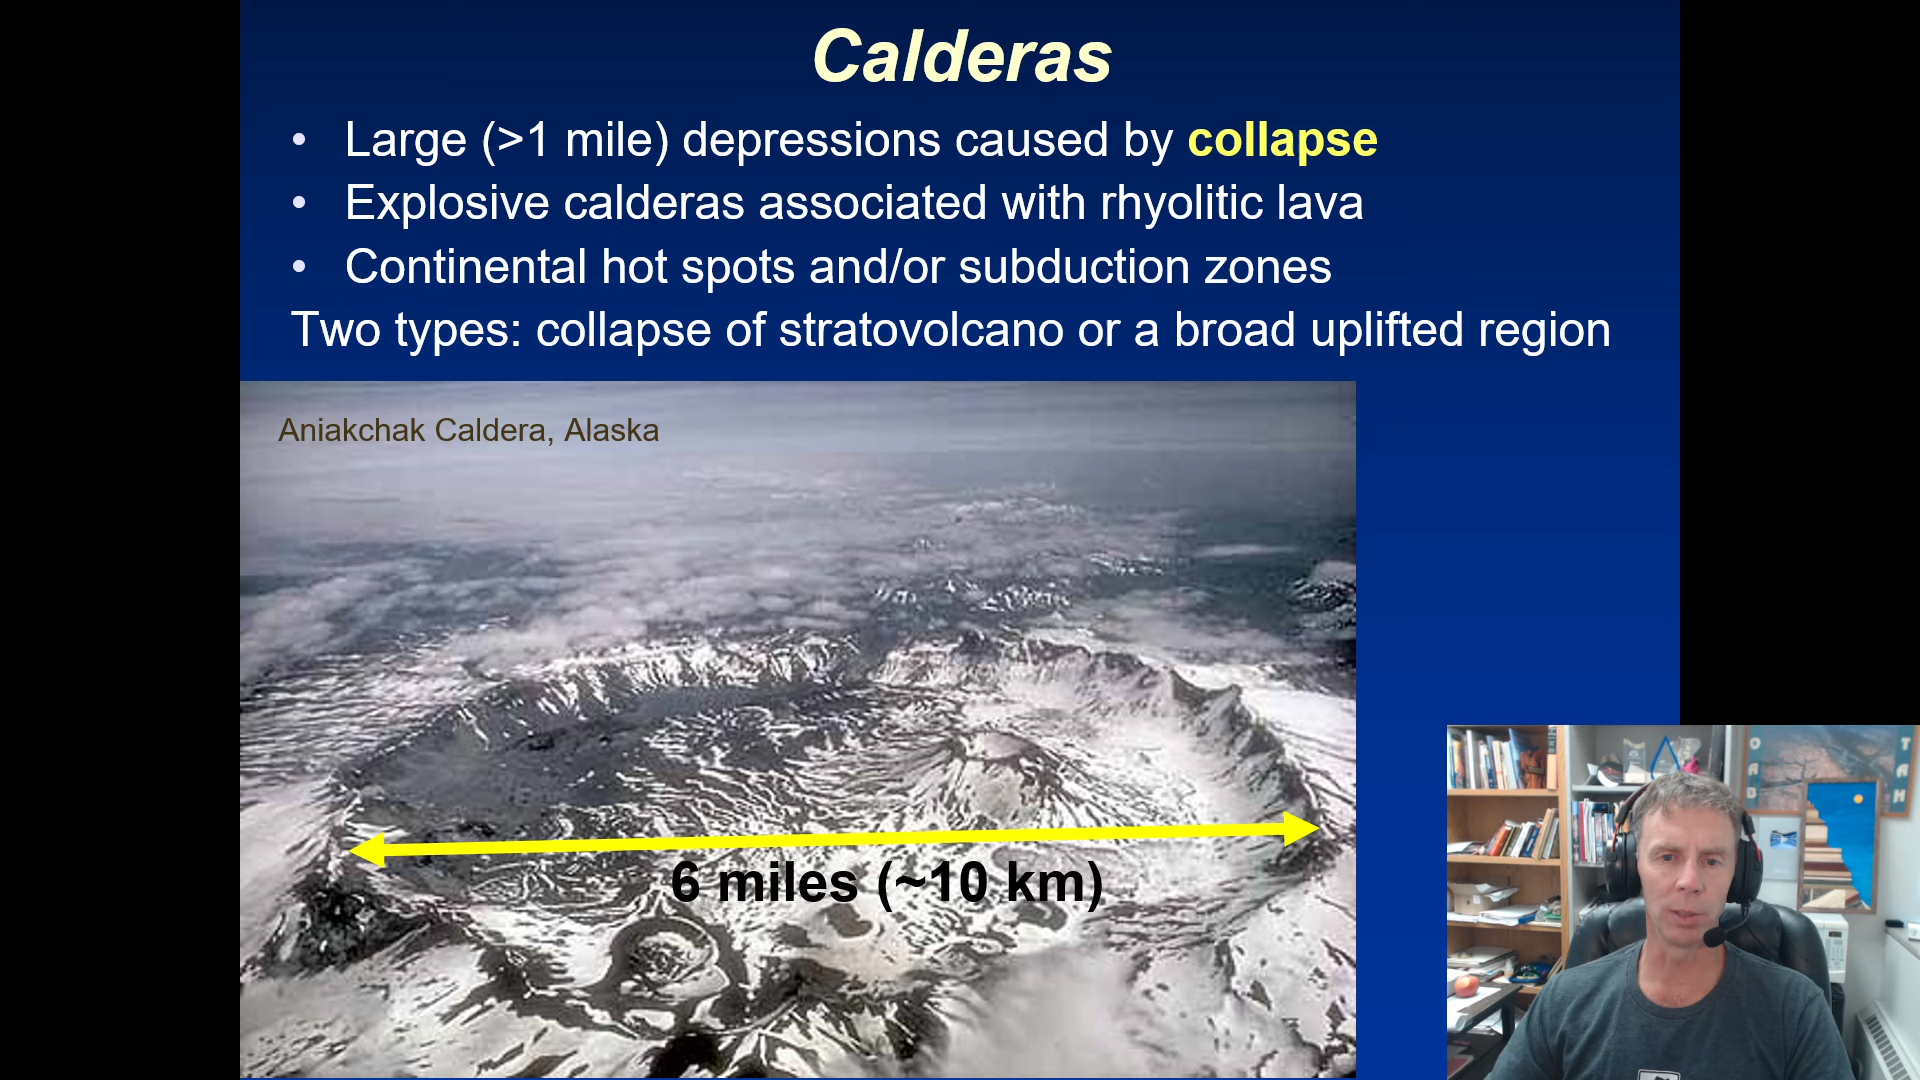 Calderas
• Large (>1 mile) depressions caused by collapse
• Explosive calderas associated with rhyolitic lava
• Continental hot spots and/or subduction zones
Two types: collapse of stratovolcano or a broad uplifted region
Aniakchak Caldera, Alaska
6 miles (~10 km)